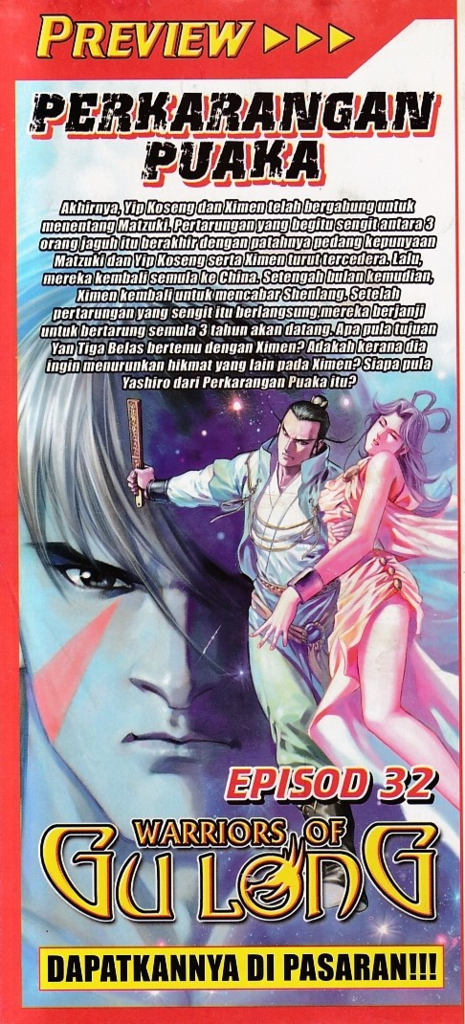 PREVIEW
PERKARANGAN
PUAKA
Akhirnya, Yip Koseng dan Ximen telah bergabung untuk
menentang Matzuki. Pertarungan yang begitu sengit antara 3
orang jaguh itu berakhir dengan patahnya pedang kepunyaan
Matzuki dan Yip Koseng serta Ximen turut tercedera. Lalu,
mereka kembali semula ke China. Setengah bulan kemudian,
Ximen kembali untuk mencabar Shenlang. Setelah
pertarungan yang sengit itu berlangsung,mereka berjanji
untuk bertarung semula 3 tahun akan datang. Apa pula tujuan
Yan Tiga Belas bertemu dengan Ximen? Adakah kerana dia
ingin menurunkan hikmat yang lain pada Ximen? Siapa pula
Yashiro dari Perkarangan Puaka itu?
EPISOD 32
WARRIORS OF
GU LONG
DAPATKANNYA DI PASARAN!!!